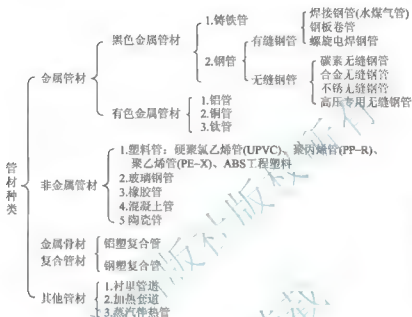 焊接钢管(水煤气管)
1.铸铁管
有缝钢管
钢板卷管
黑色金属管材
螺旋电焊钢管
2.钢管
碳素无缝钢管
金属管材
无缝钢管
合金无缝钢管
不锈无缝钢管
高压专用无缝钢管
1.铝管
有色金属管材
2.铜管
3.钛管
1.塑料管：硬聚氯乙烯管(UPVC)、聚丙烯管(PP-R)、
聚乙烯管(PE-X)、ABS工程塑料
管材种类
非金属管材
2.玻璃钢管
3.橡胶管
4.混凝土管
5 陶瓷管
金属骨材
铝塑复合管
复合管材
钢塑复合管
1.衬里管道
其他管材
2.加热套道
3.蒸汽伴热管